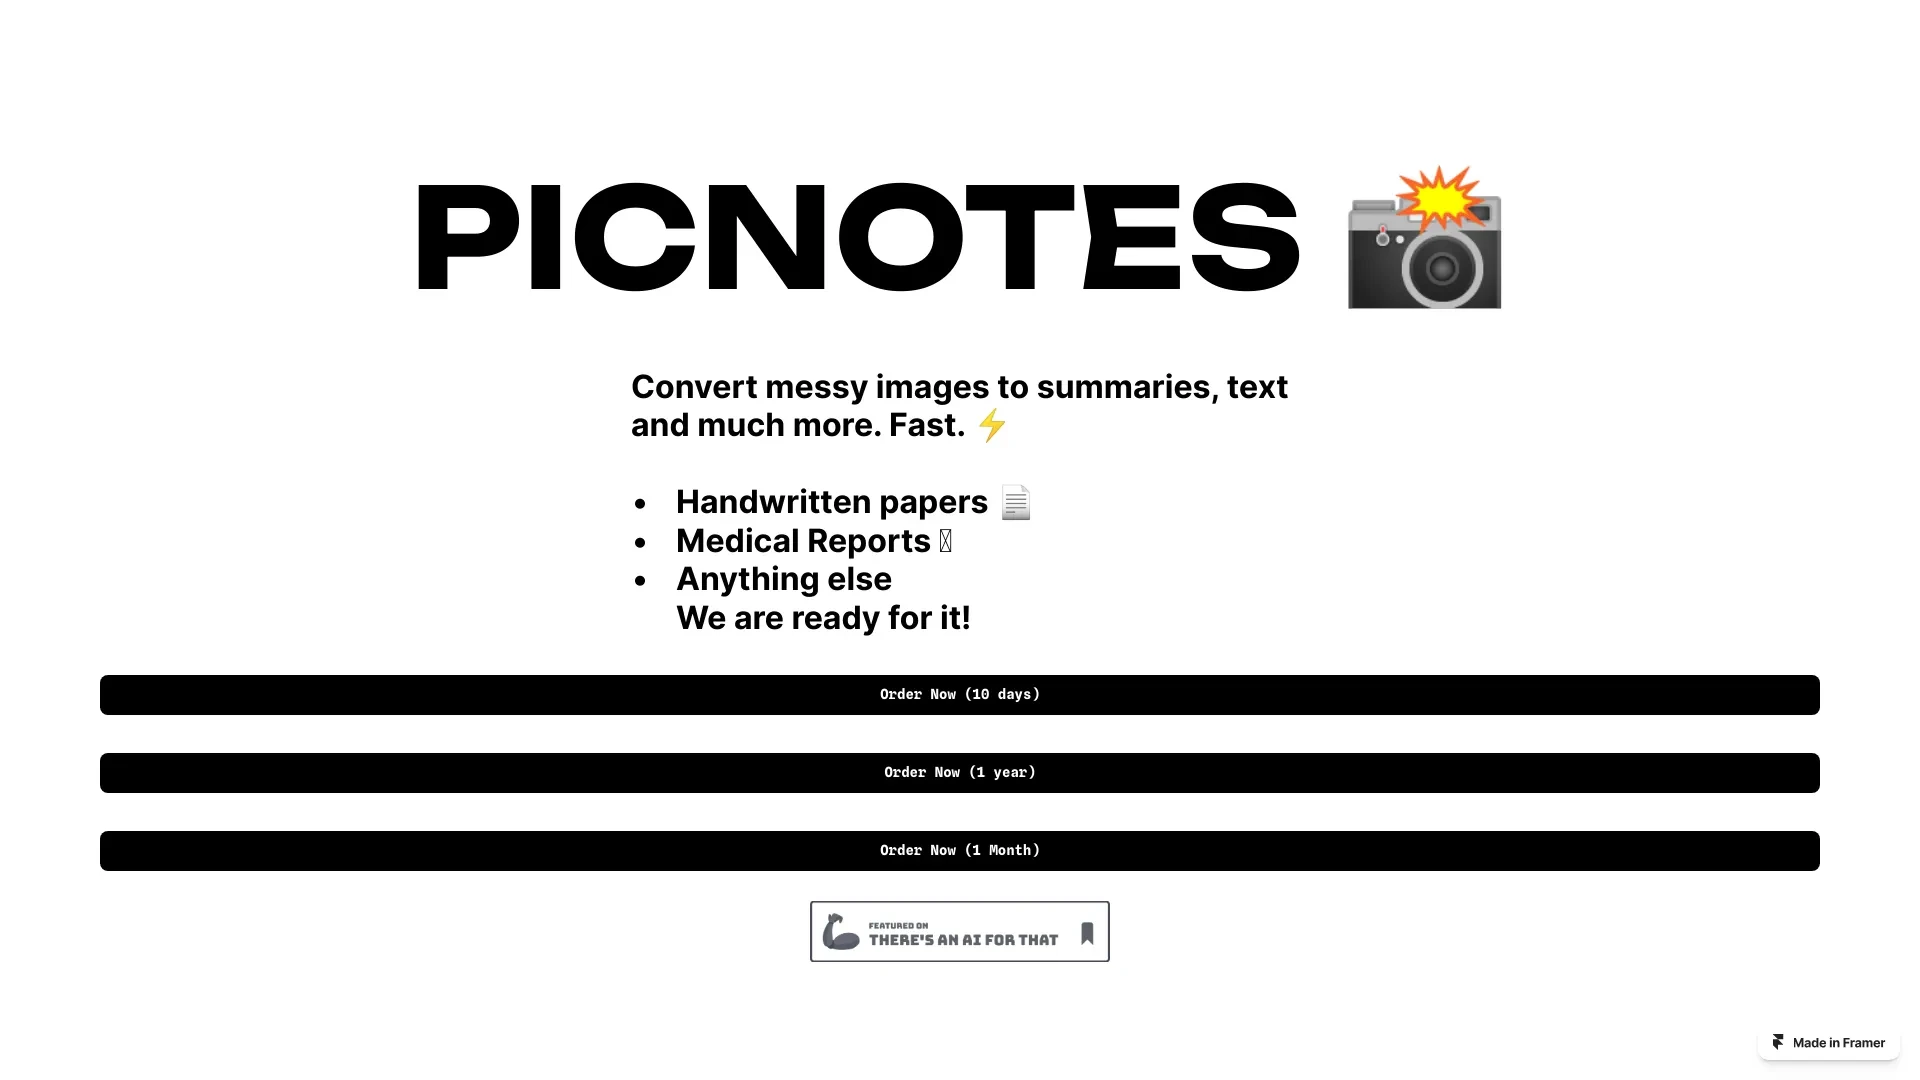 PICNOTES 📸
Convert messy images to summaries, text
and much more. Fast. ⚡
• Handwritten papers 📄
• Medical Reports
• Anything else
We are ready for it!
Order Now (10 days)
Order Now (1 year)
Order Now (1 Month)
FEATURED ON
THERE'S AN AI FOR THAT
Made in Framer